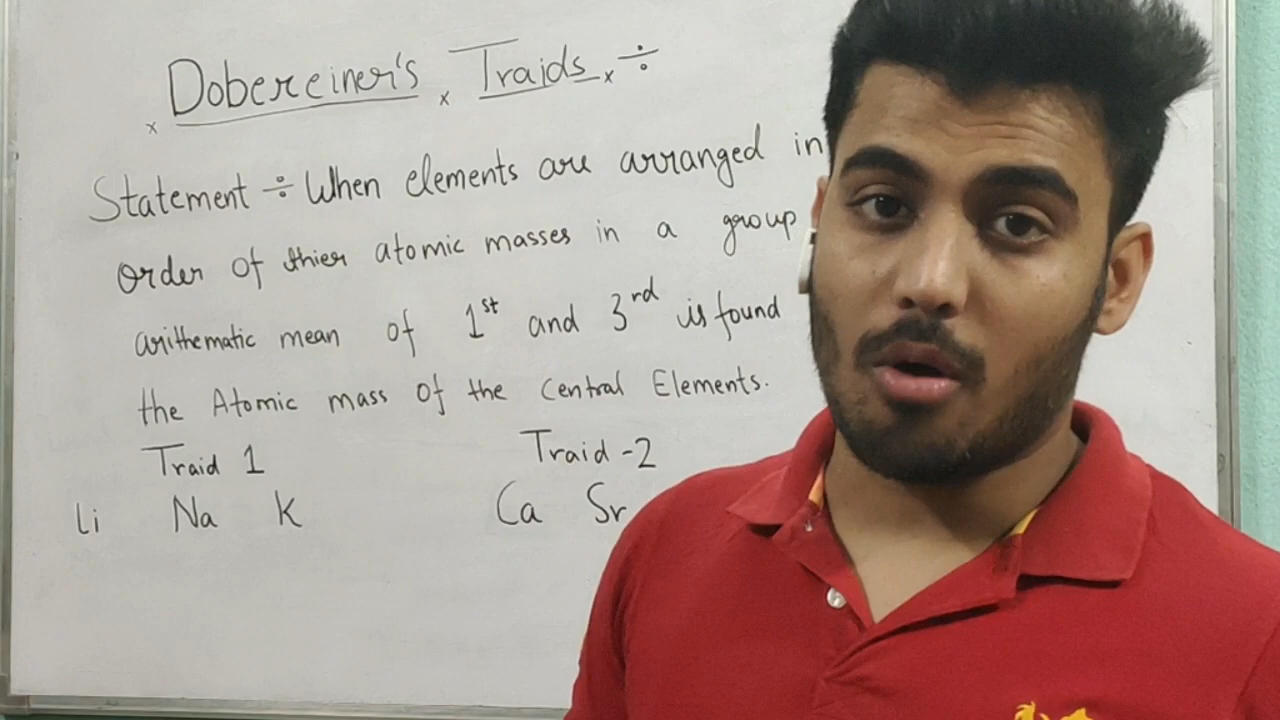 Dobereiner's Traids ÷
Statement ÷ When elements are arranged in
order of thier atomic masses in a group
arithematic mean of 1st and 3rd is found
the Atomic mass of the Central Elements.
Traid 1 Traid -2
Li Na K Ca Sr